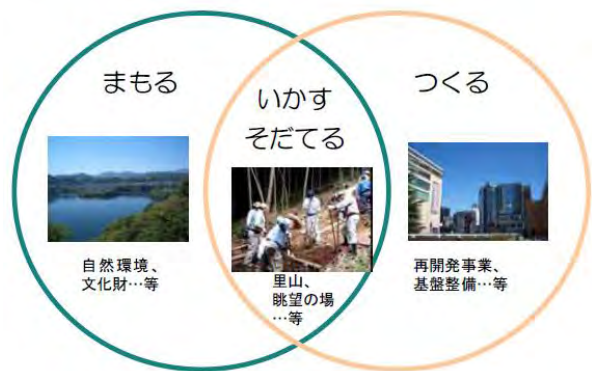 まもる
自然環境、
文化財…等
いかす
そだてる
里山、
眺望の場
…等
つくる
再開発事業、
基盤整備…等